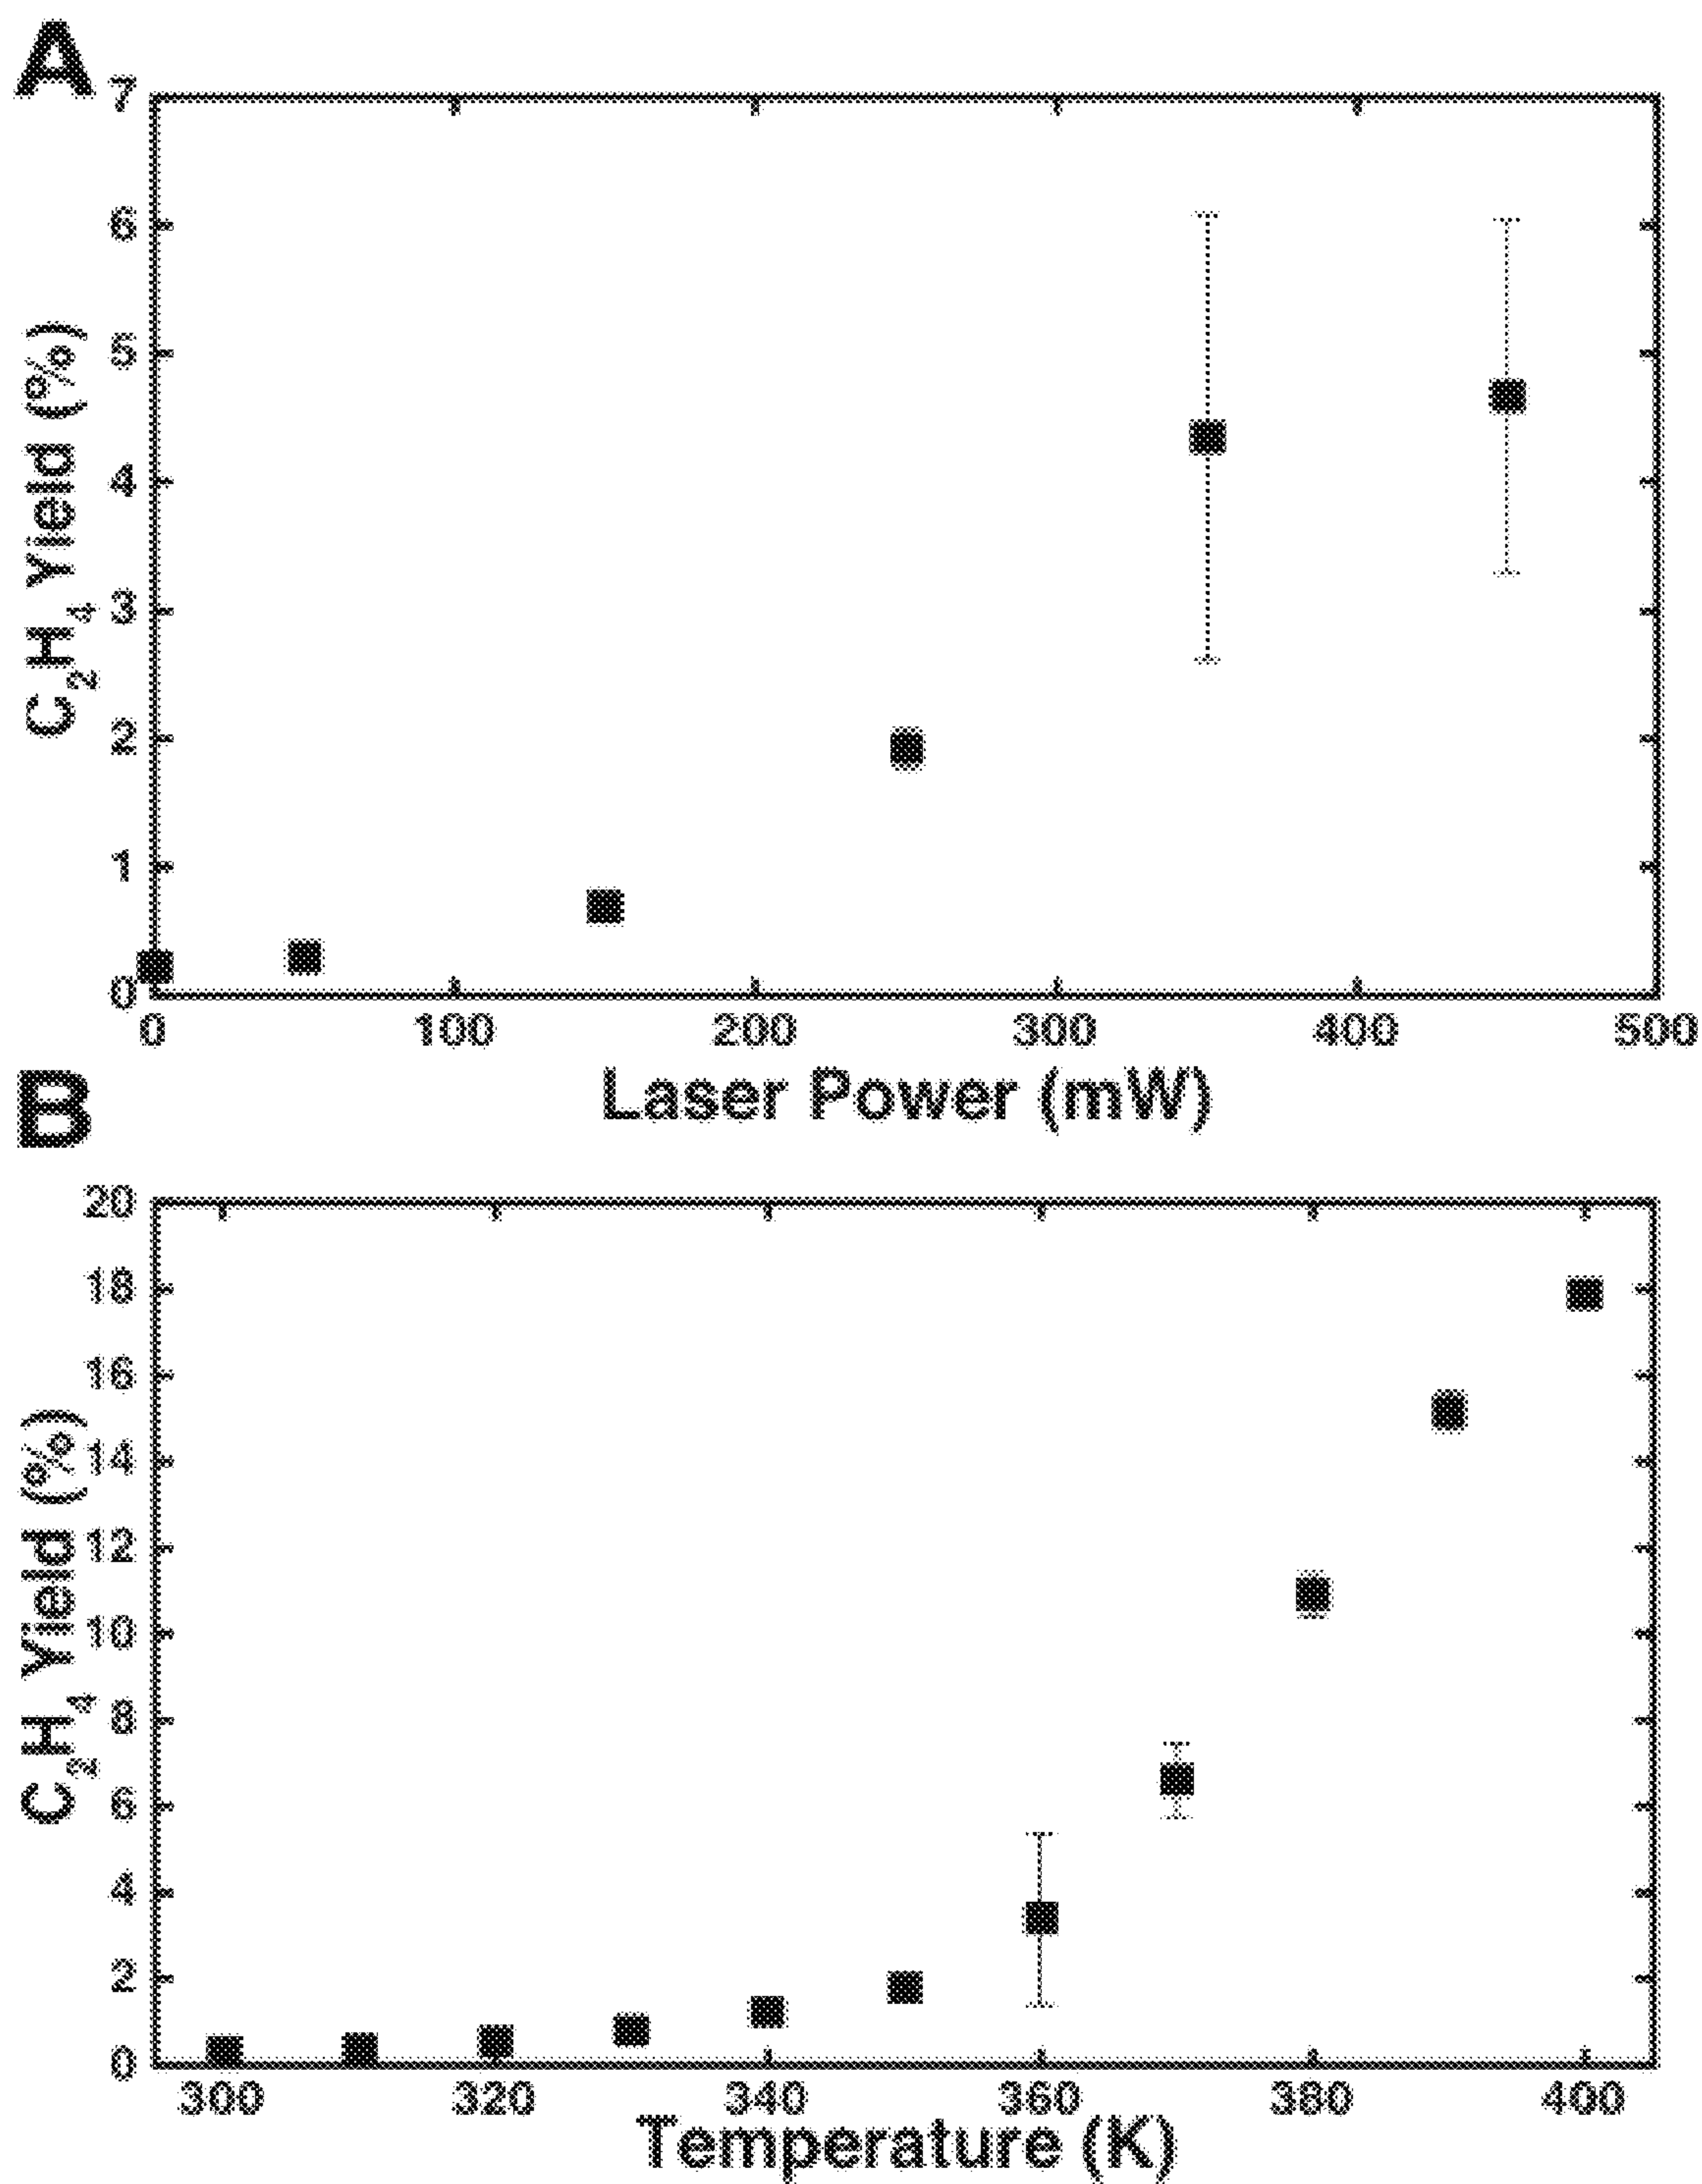 A
7
6
5
4
3
2
1
0
C2H4 Yield (%)
0 100 200 300 400 500
Laser Power (mW)
B
20
18
16
14
12
10
8
6
4
2
0
C2H4 Yield (%)
300 320 340 360 380 400
Temperature (K)